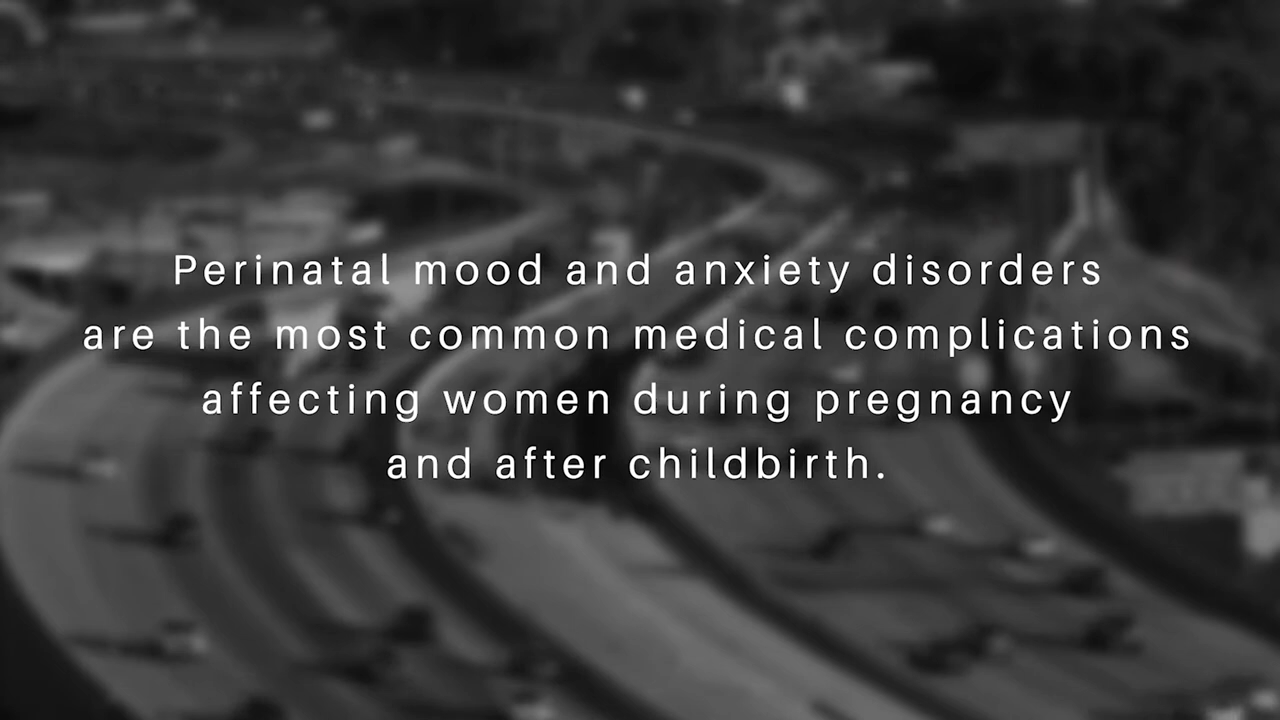 Perinatal mood and anxiety disorders
are the most common medical complications
affecting women during pregnancy
and after childbirth.